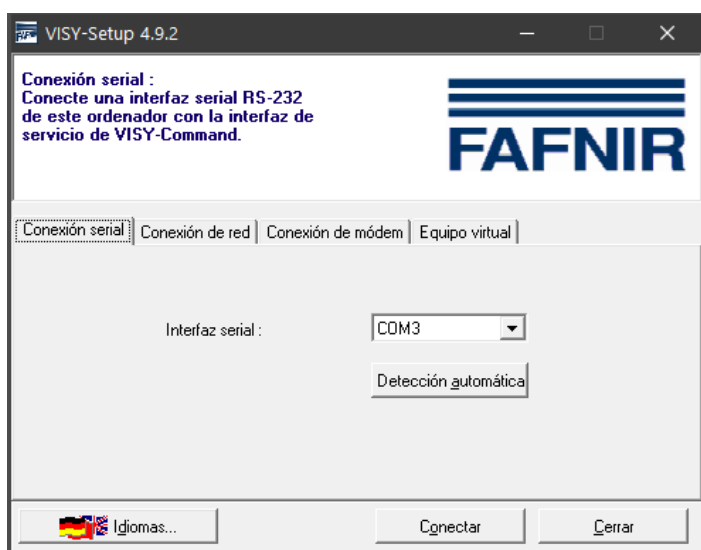 VISY-Setup 4.9.2
Conexión serial :
Conecte una interfaz serial RS-232
de este ordenador con la interfaz de
servicio de VISY-Command.
FAFNIR
Conexión serial
Conexión de red
Conexión de módem
Equipo virtual
Interfaz serial :
COM3
Detección automática
Idiomas...
Conectar
Cerrar